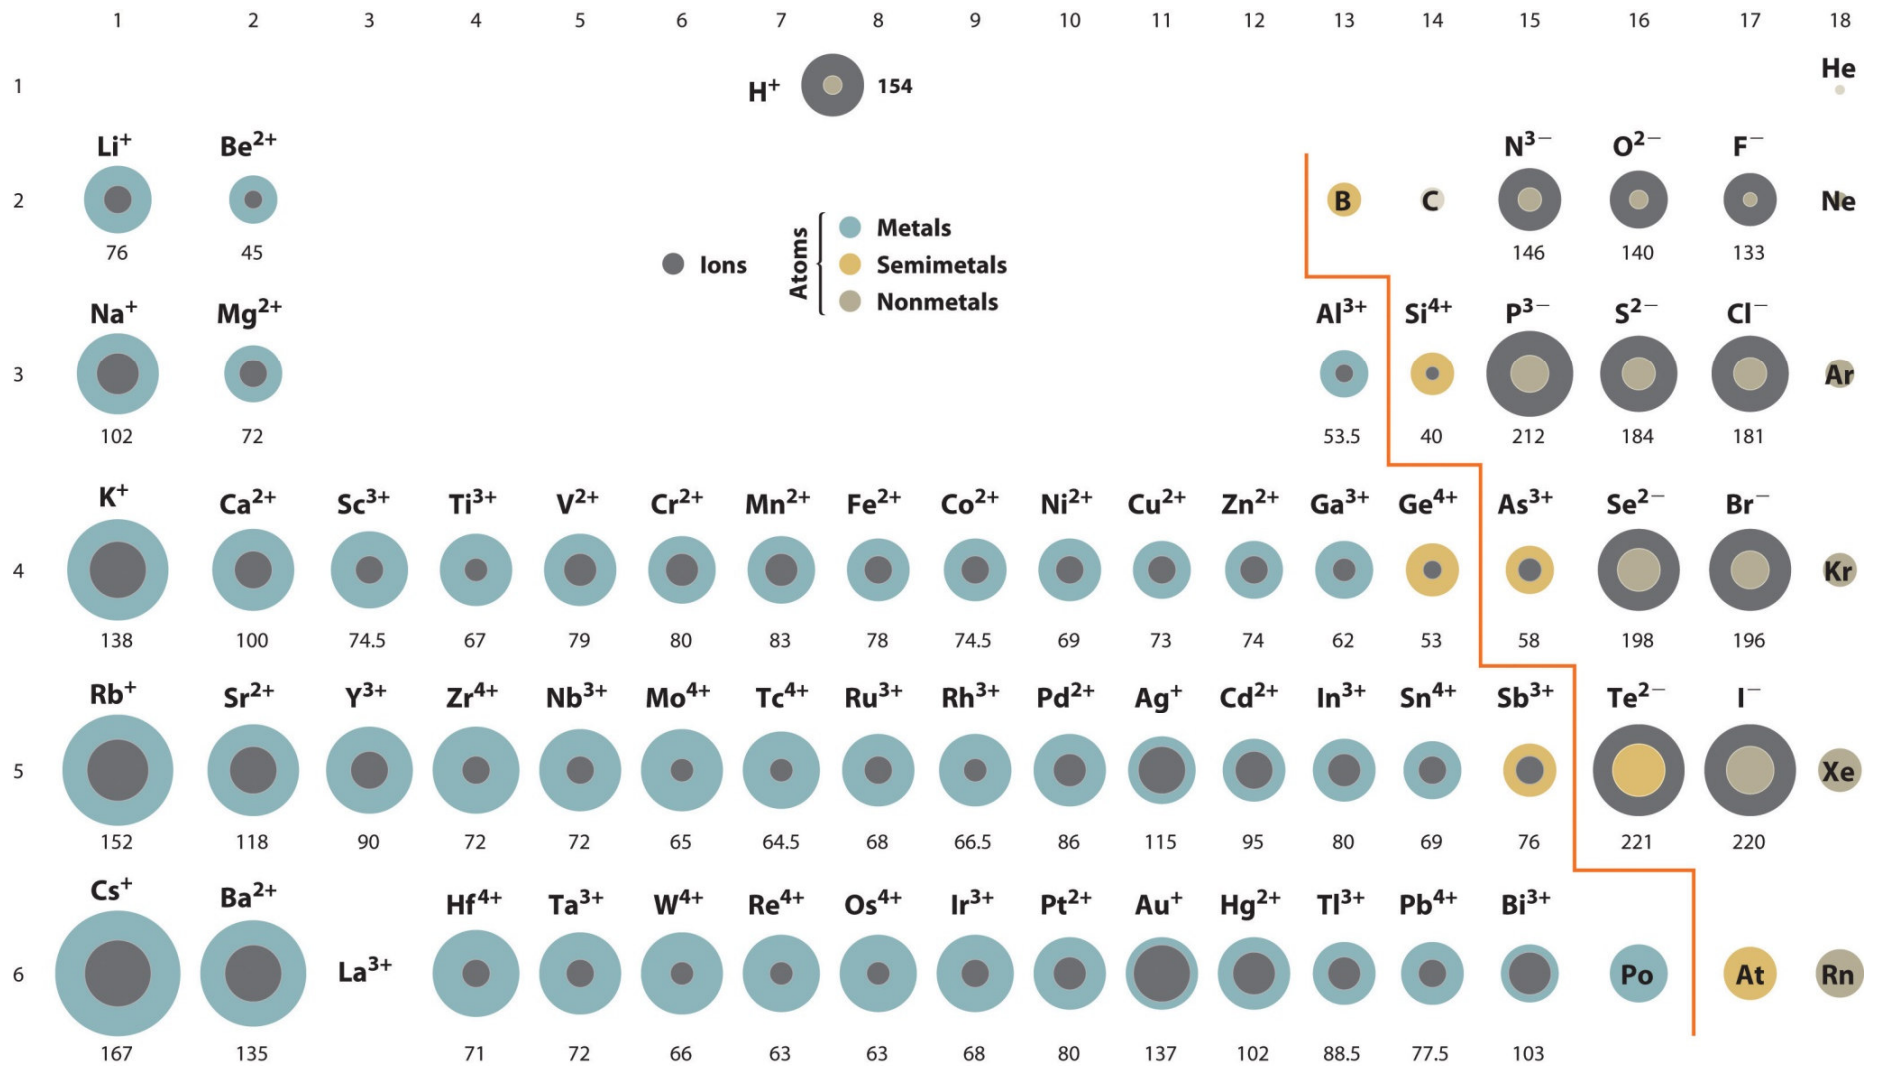 1 2 3 4 5 6 7 8 9 10 11 12 13 14 15 16 17 18
1 H⁺ 154 He
Li⁺ Be²⁺ N³⁻ O²⁻ F⁻
2 B C Ne
76 45 146 140 133
Ions
Atoms
Metals
Semimetals
Nonmetals
Na⁺ Mg²⁺ Al³⁺ Si⁴⁺ P³⁻ S²⁻ Cl⁻
3 Ar
102 72 53.5 40 212 184 181
K⁺ Ca²⁺ Sc³⁺ Ti³⁺ V²⁺ Cr²⁺ Mn²⁺ Fe²⁺ Co²⁺ Ni²⁺ Cu²⁺ Zn²⁺ Ga³⁺ Ge⁴⁺ As³⁺ Se²⁻ Br⁻
4 Kr
138 100 74.5 67 79 80 83 78 74.5 69 73 74 62 53 58 198 196
Rb⁺ Sr²⁺ Y³⁺ Zr⁴⁺ Nb³⁺ Mo⁴⁺ Tc⁴⁺ Ru³⁺ Rh³⁺ Pd²⁺ Ag⁺ Cd²⁺ In³⁺ Sn⁴⁺ Sb³⁺ Te²⁻ I⁻
5 Xe
152 118 90 72 72 65 64.5 68 66.5 86 115 95 80 69 76 221 220
Cs⁺ Ba²⁺ Hf⁴⁺ Ta³⁺ W⁴⁺ Re⁴⁺ Os⁴⁺ Ir³⁺ Pt²⁺ Au⁺ Hg²⁺ Tl³⁺ Pb⁴⁺ Bi³⁺
6 La³⁺ Po At Rn
167 135 71 72 66 63 63 68 80 137 102 88.5 77.5 103